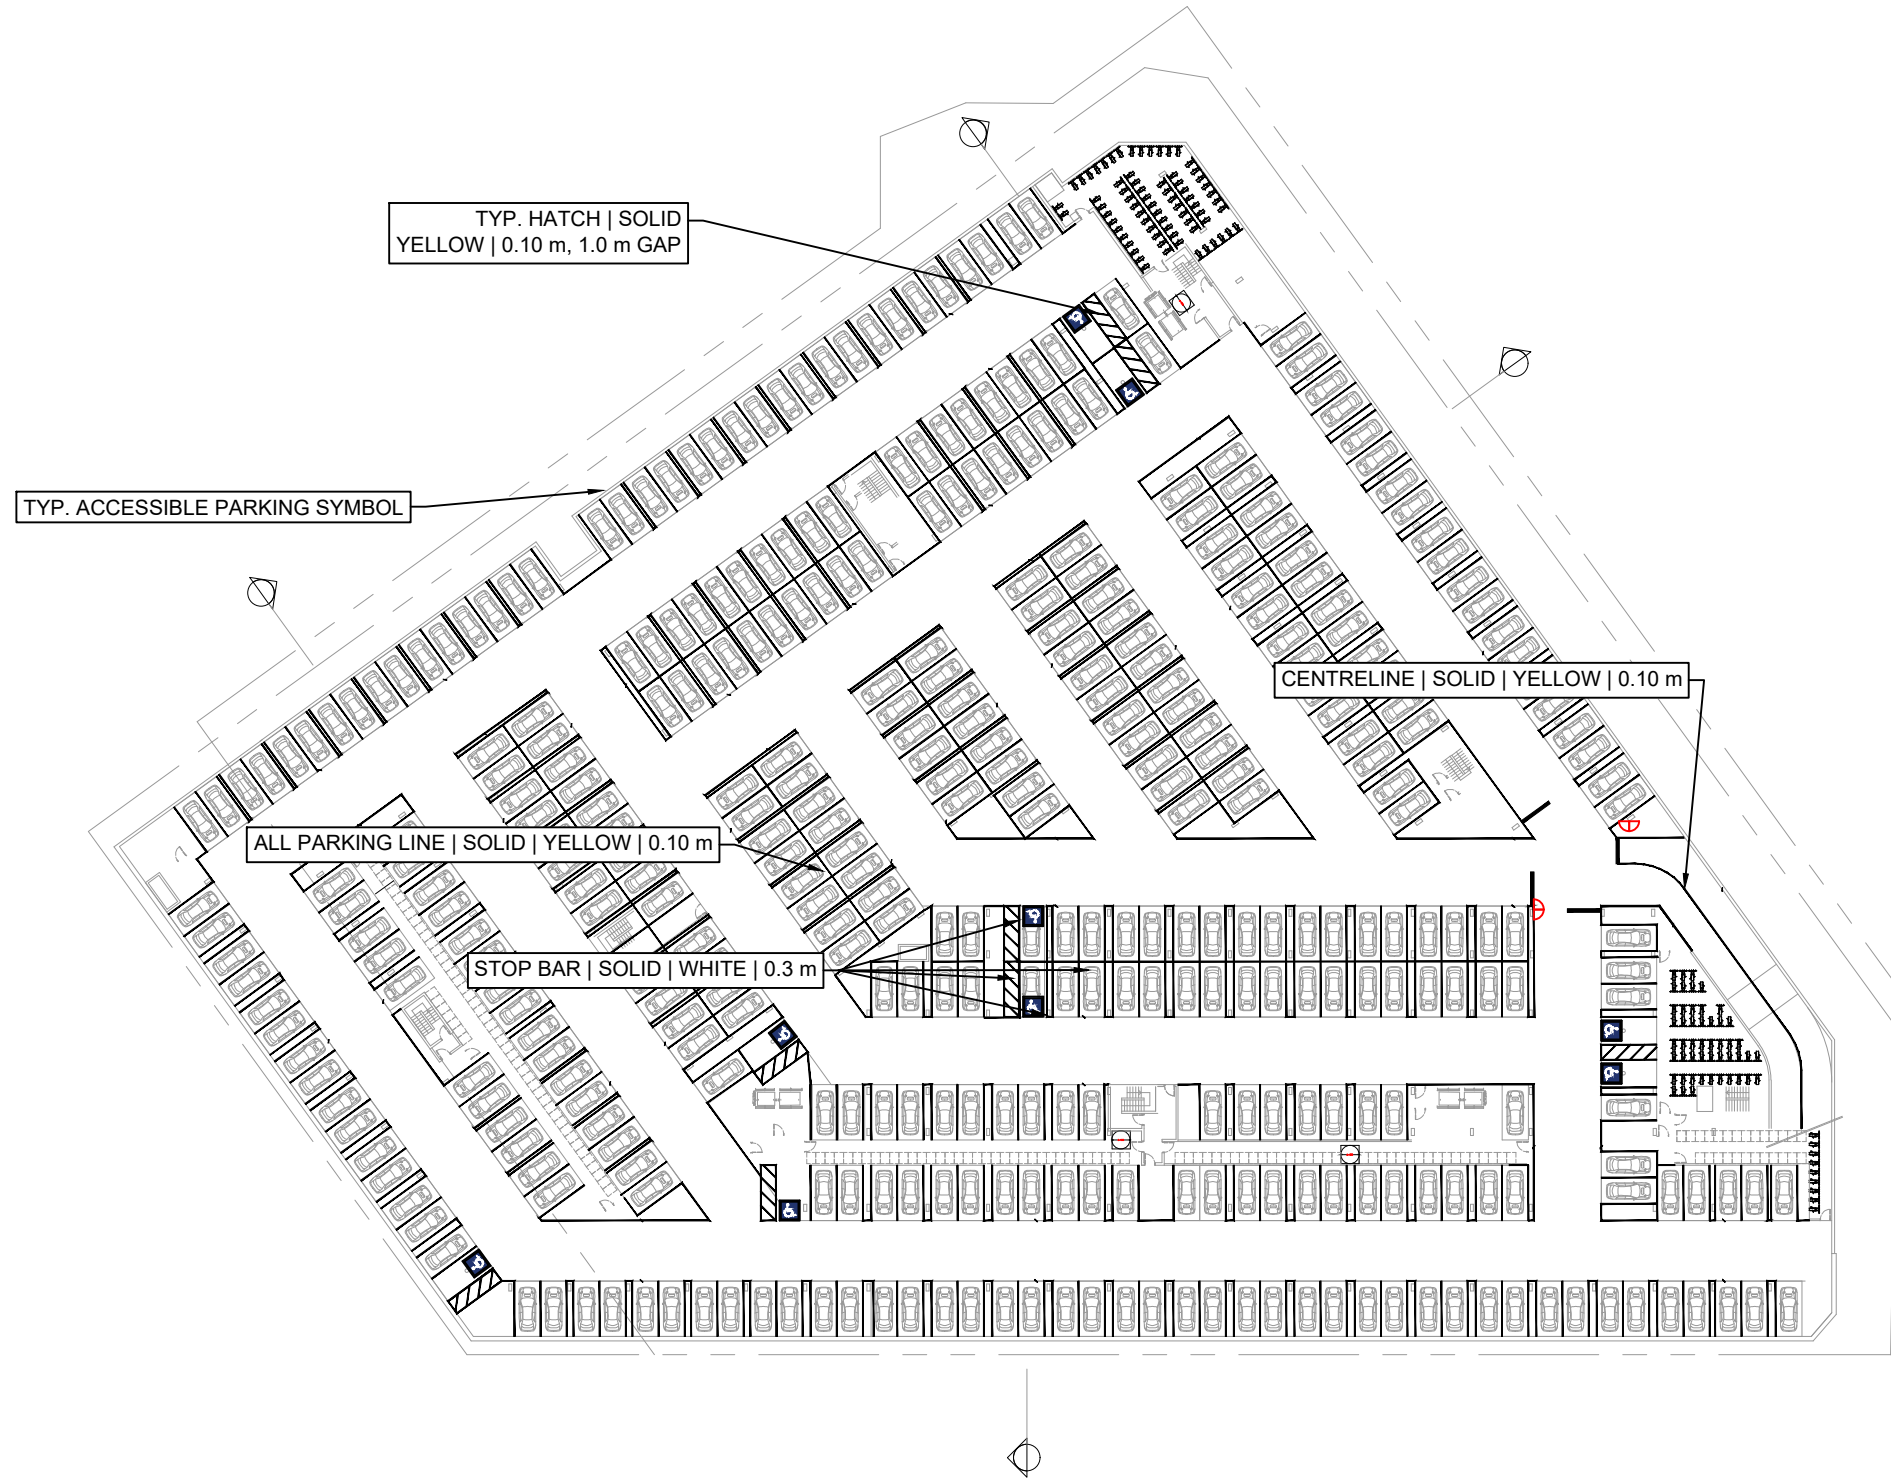 TYP. HATCH | SOLID
YELLOW | 0.10 m, 1.0 m GAP
TYP. ACCESSIBLE PARKING SYMBOL
CENTRELINE | SOLID | YELLOW | 0.10 m
ALL PARKING LINE | SOLID | YELLOW | 0.10 m
STOP BAR | SOLID | WHITE | 0.3 m